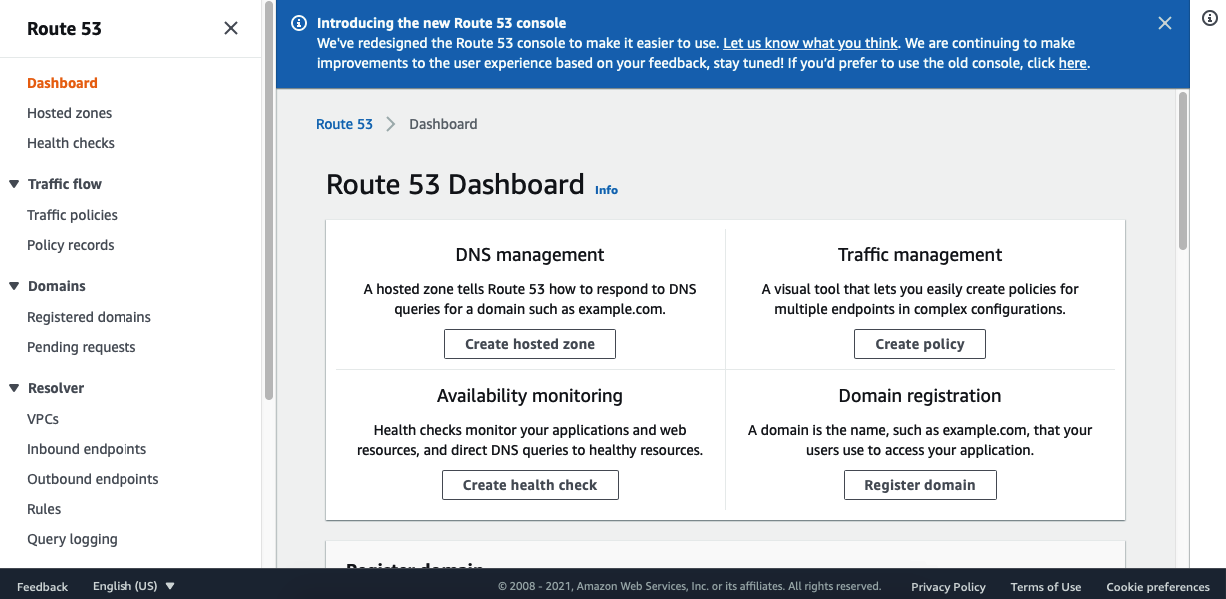 Route 53
Dashboard
Hosted zones
Health checks
Traffic flow
Traffic policies
Policy records
Domains
Registered domains
Pending requests
Resolver
VPCs
Inbound endpoints
Outbound endpoints
Rules
Query logging
Introducing the new Route 53 console
We've redesigned the Route 53 console to make it easier to use. Let us know what you think. We are continuing to make
improvements to the user experience based on your feedback, stay tuned! If you'd prefer to use the old console, click here.
Route 53 Dashboard
Route 53 Dashboard Info
DNS management
A hosted zone tells Route 53 how to respond to DNS
queries for a domain such as example.com.
Create hosted zone
Traffic management
A visual tool that lets you easily create policies for
multiple endpoints in complex configurations.
Create policy
Availability monitoring
Health checks monitor your applications and web
resources, and direct DNS queries to healthy resources.
Create health check
Domain registration
A domain is the name, such as example.com, that your
users use to access your application.
Register domain
Register domain
Feedback English (US) © 2008 - 2021, Amazon Web Services, Inc. or its affiliates. All rights reserved. Privacy Policy Terms of Use Cookie preferences